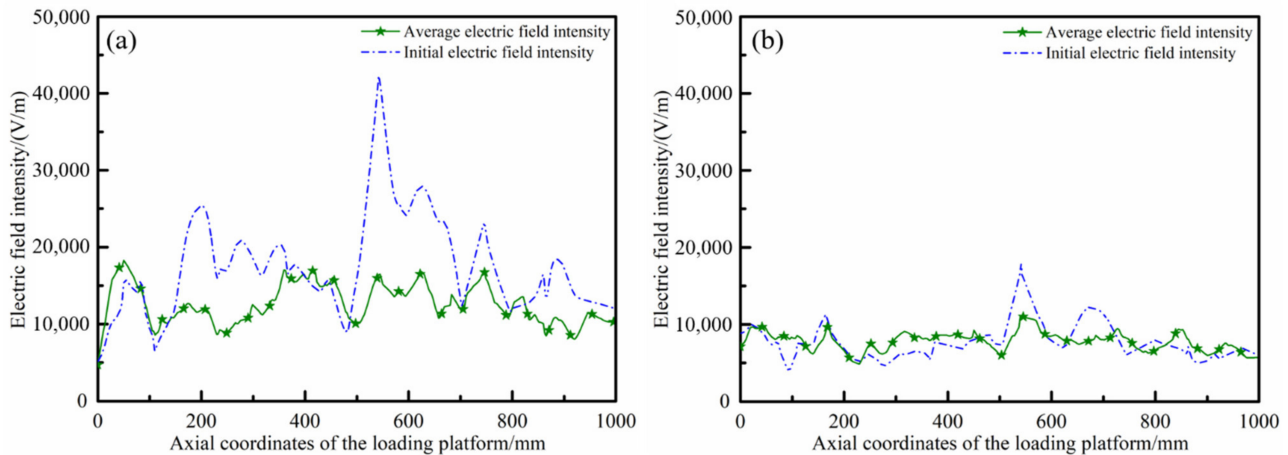 (a)
Average electric field intensity
Initial electric field intensity
Electric field intensity/(V/m)
50,000
40,000
30,000
20,000
10,000
0
0 200 400 600 800 1000
Axial coordinates of the loading platform/mm
(b)
Average electric field intensity
Initial electric field intensity
Electric field intensity/(V/m)
50,000
40,000
30,000
20,000
10,000
0
0 200 400 600 800 1000
Axial coordinates of the loading platform/mm